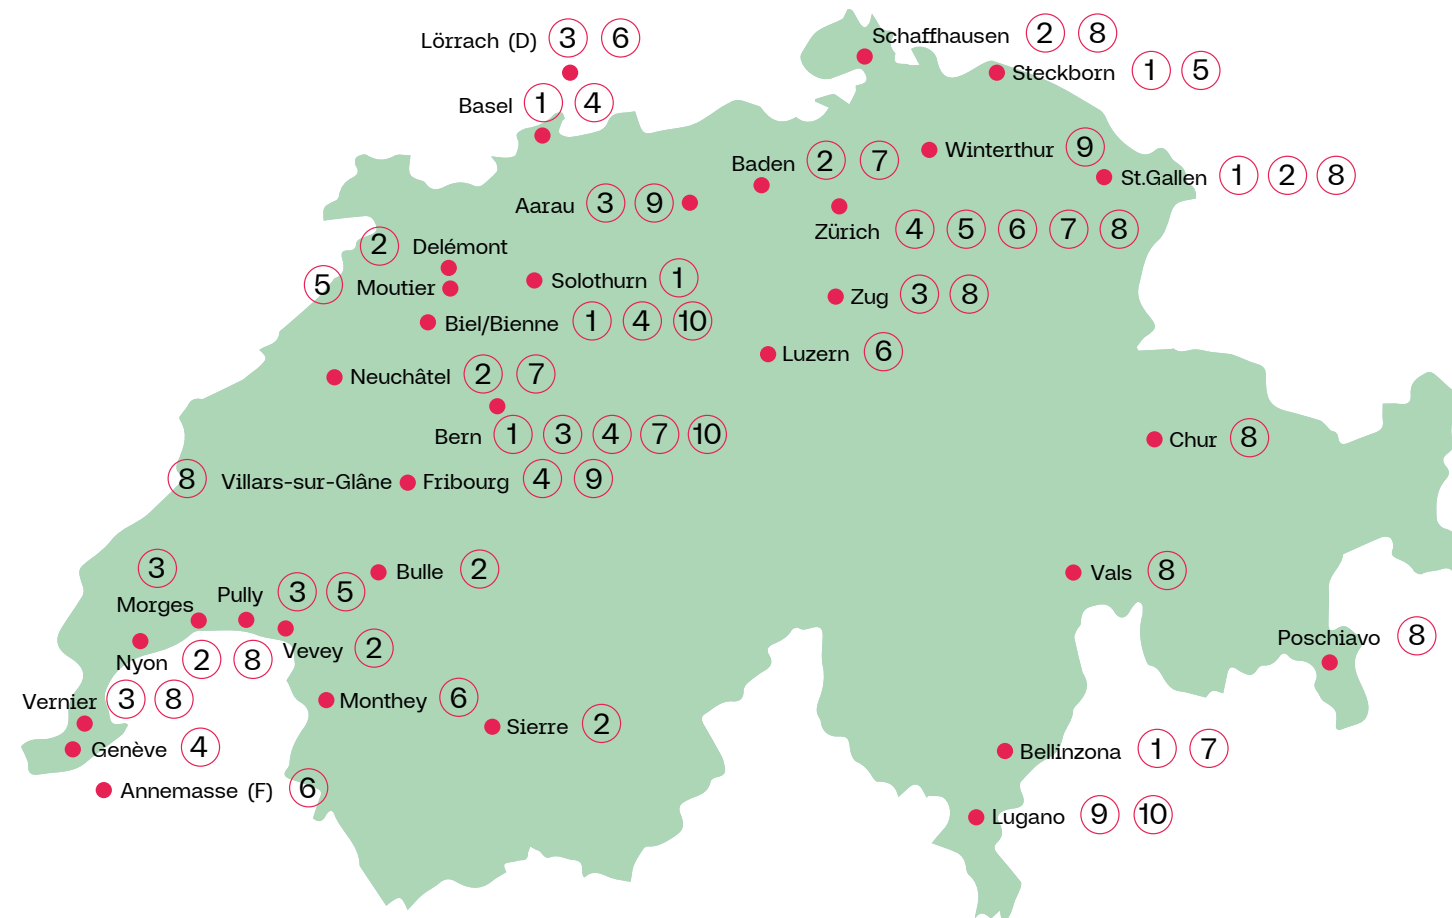 Lörrach (D) 3 6
Schaffhausen 2 8
Steckborn 1 5
Basel 1 4
Winterthur 9
Baden 2 7
St.Gallen 1 2 8
Aarau 3 9
Zürich 4 5 6 7 8
2 Delémont
Solothurn 1
5 Moutier
Zug 3 8
Biel/Bienne 1 4 10
Luzern 6
Neuchâtel 2 7
Bern 1 3 4 7 10
Chur 8
8 Villars-sur-Glâne
Fribourg 4 9
3
Morges
Bulle 2
Vals 8
Pully 3 5
Poschiavo 8
Vevey 2
Nyon 2 8
Vernier 3 8
Monthey 6
Sierre 2
Genève 4
Bellinzona 1 7
Annemasse (F) 6
Lugano 9 10